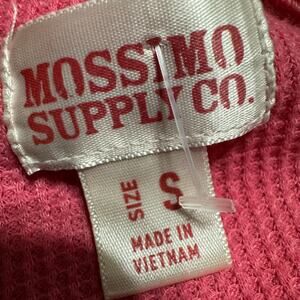 MOSSIMO
SUPPLY CO.
SIZE S
MADE IN
VIETNAM